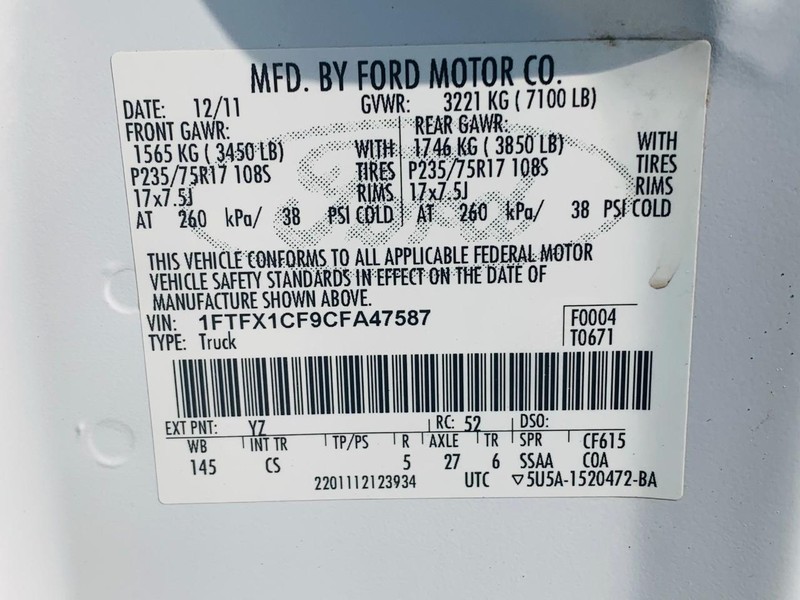 MFD. BY FORD MOTOR CO.
DATE: 12/11 GVWR: 3221 KG ( 7100 LB)
FRONT GAWR: REAR GAWR:
1565 KG ( 3450 LB) WITH 1746 KG ( 3850 LB) WITH
P235/75R17 108S TIRES P235/75R17 108S TIRES
17x7.5J RIMS 17x7.5J RIMS
AT 260 kPa/ 38 PSI COLD AT 260 kPa/ 38 PSI COLD
Ford
THIS VEHICLE CONFORMS TO ALL APPLICABLE FEDERAL MOTOR
VEHICLE SAFETY STANDARDS IN EFFECT ON THE DATE OF
MANUFACTURE SHOWN ABOVE.
VIN: 1FTFX1CF9CFA47587 F0004
TYPE: Truck T0671
EXT PNT: YZ RC: 52 DSO:
WB INT TR TP/PS R AXLE TR SPR CF615
145 CS 5 27 6 SSAA COA
2201112123934 UTC ▽5U5A-1520472-BA